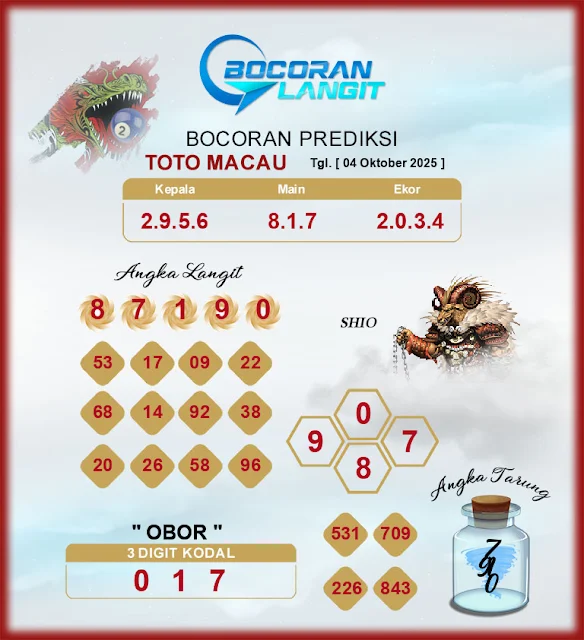 BOCORAN
LANGIT
2
BOCORAN PREDIKSI
TOTO MACAU Tgl. [ 04 Oktober 2025 ]
Kepala Main Ekor
2.9.5.6 8.1.7 2.0.3.4
Angka Langit
8 7 1 9 0
SHIO
53 17 09 22
68 14 92 38
20 26 58 96
0
9 7
8
Angka Tarung
" OBOR "
3 DIGIT KODAL
0 1 7
531 709
226 843